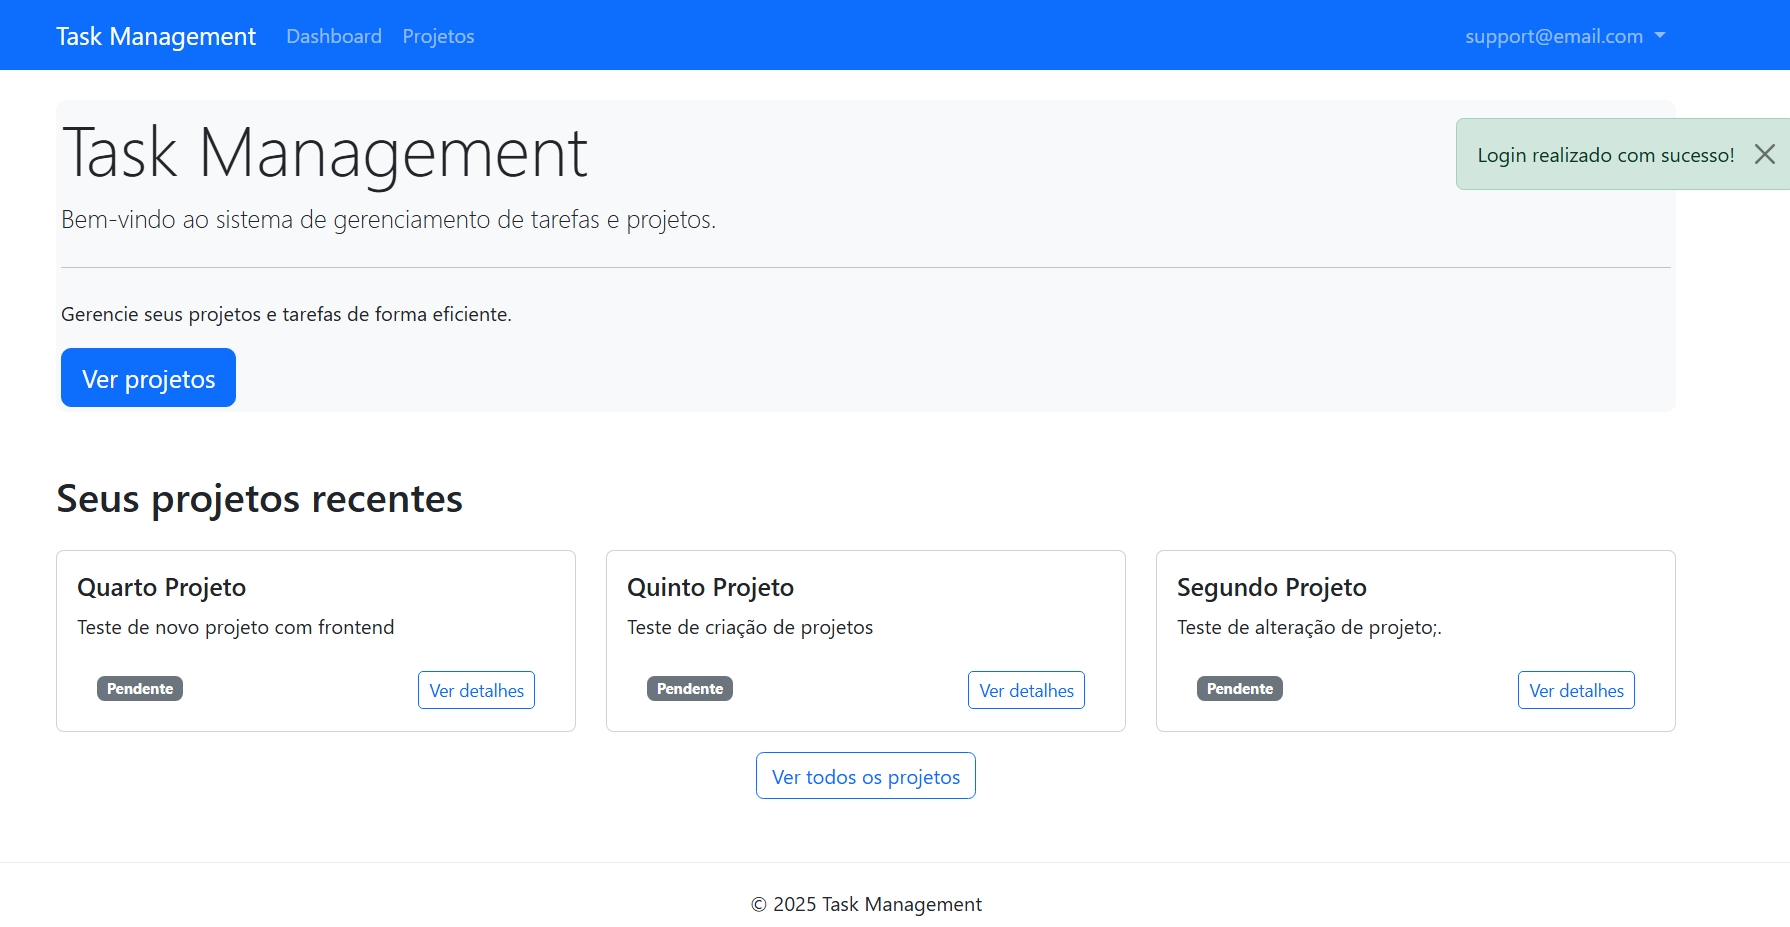 Task Management Dashboard Projetos support@email.com
Task Management
Login realizado com sucesso!
Bem-vindo ao sistema de gerenciamento de tarefas e projetos.
Gerencie seus projetos e tarefas de forma eficiente.
Ver projetos
Seus projetos recentes
Quarto Projeto
Teste de novo projeto com frontend
Pendente Ver detalhes
Quinto Projeto
Teste de criação de projetos
Pendente Ver detalhes
Segundo Projeto
Teste de alteração de projeto;.
Pendente Ver detalhes
Ver todos os projetos
© 2025 Task Management